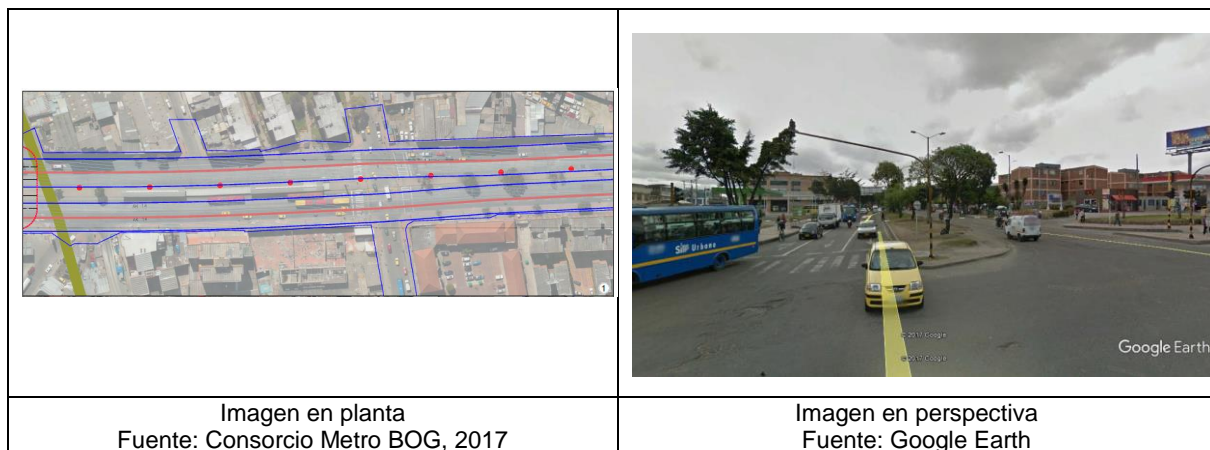 SITP Urbano
© 2017 Google
© 2017 Google
Google Earth
1
Imagen en planta
Fuente: Consorcio Metro BOG, 2017
Imagen en perspectiva
Fuente: Google Earth